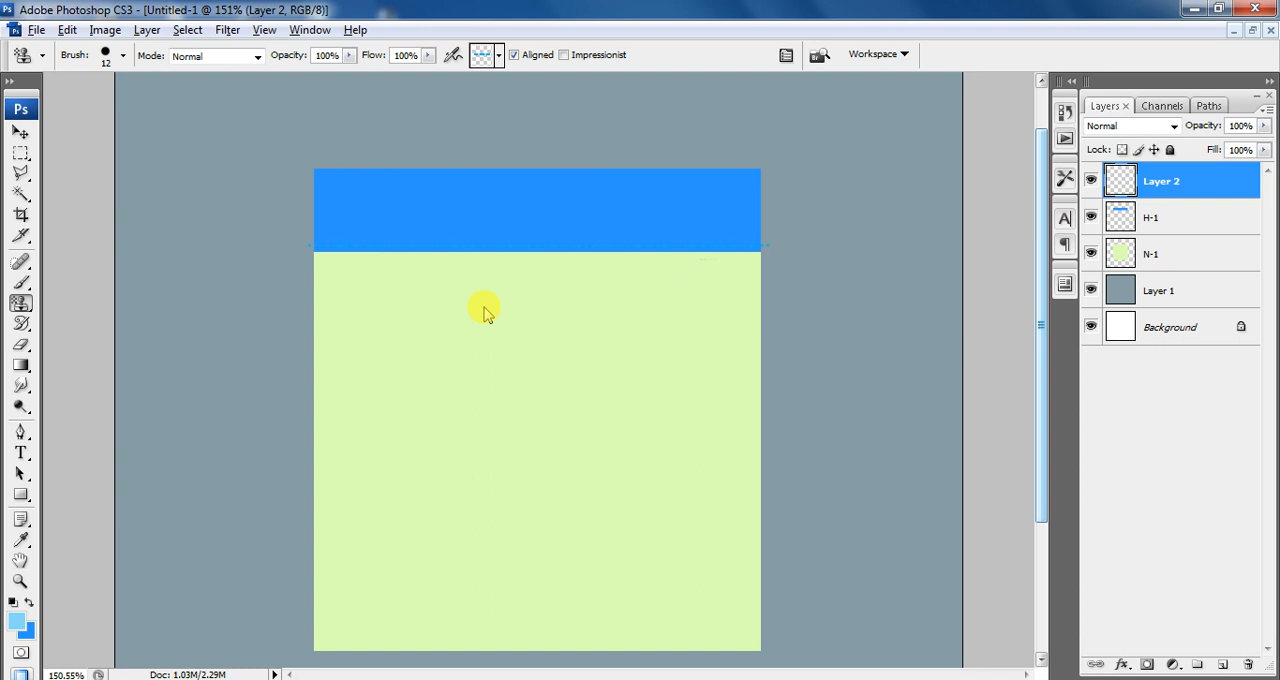 Ps Adobe Photoshop CS3 - [Untitled-1 @ 151% (Layer 2, RGB/8)]
File Edit Image Layer Select Filter View Window Help
Brush: 12 Mode: Normal Opacity: 100% Flow: 100% Aligned Impressionist Workspace
Ps
Layers Channels Paths
Normal Opacity: 100%
Lock: Fill: 100%
Layer 2
H-1
N-1
Layer 1
Background
150.55% Doc: 1.03M/2.29M